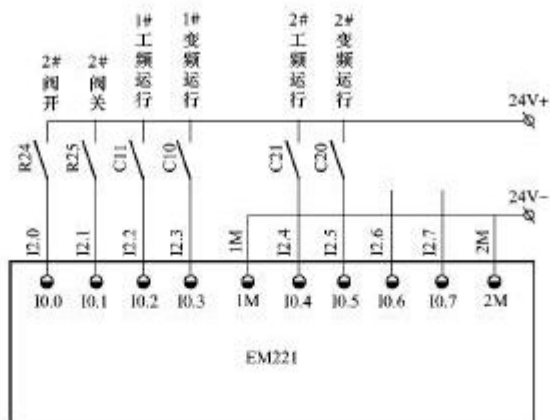 2#阀开
2#阀关
1#工频运行
1#变频运行
2#工频运行
2#变频运行
24V+
R24
R25
C11
C10
C21
C20
24V−
I2.0
I2.1
I2.2
I2.3
1M
I2.4
I2.5
I2.6
I2.7
2M
I0.0
I0.1
I0.2
I0.3
1M
I0.4
I0.5
I0.6
I0.7
2M
EM221